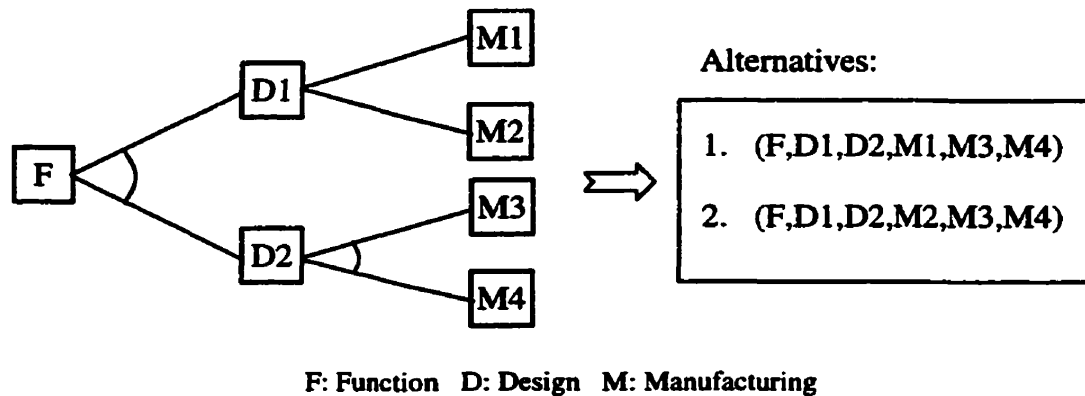 M1
Alternatives:
D1
M2
1. (F,D1,D2,M1,M3,M4)
F
M3
2. (F,D1,D2,M2,M3,M4)
D2
M4
F: Function D: Design M: Manufacturing